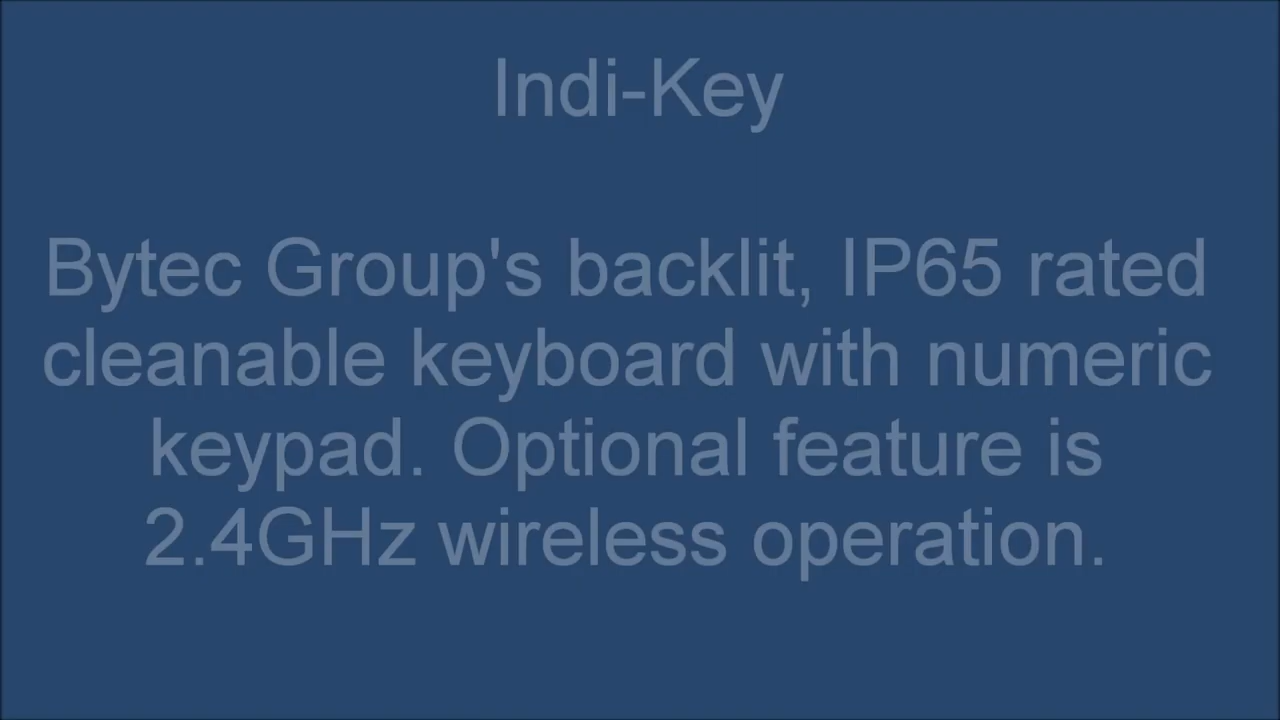 Indi-Key
Bytec Group's backlit, IP65 rated
cleanable keyboard with numeric
keypad. Optional feature is
2.4GHz wireless operation.